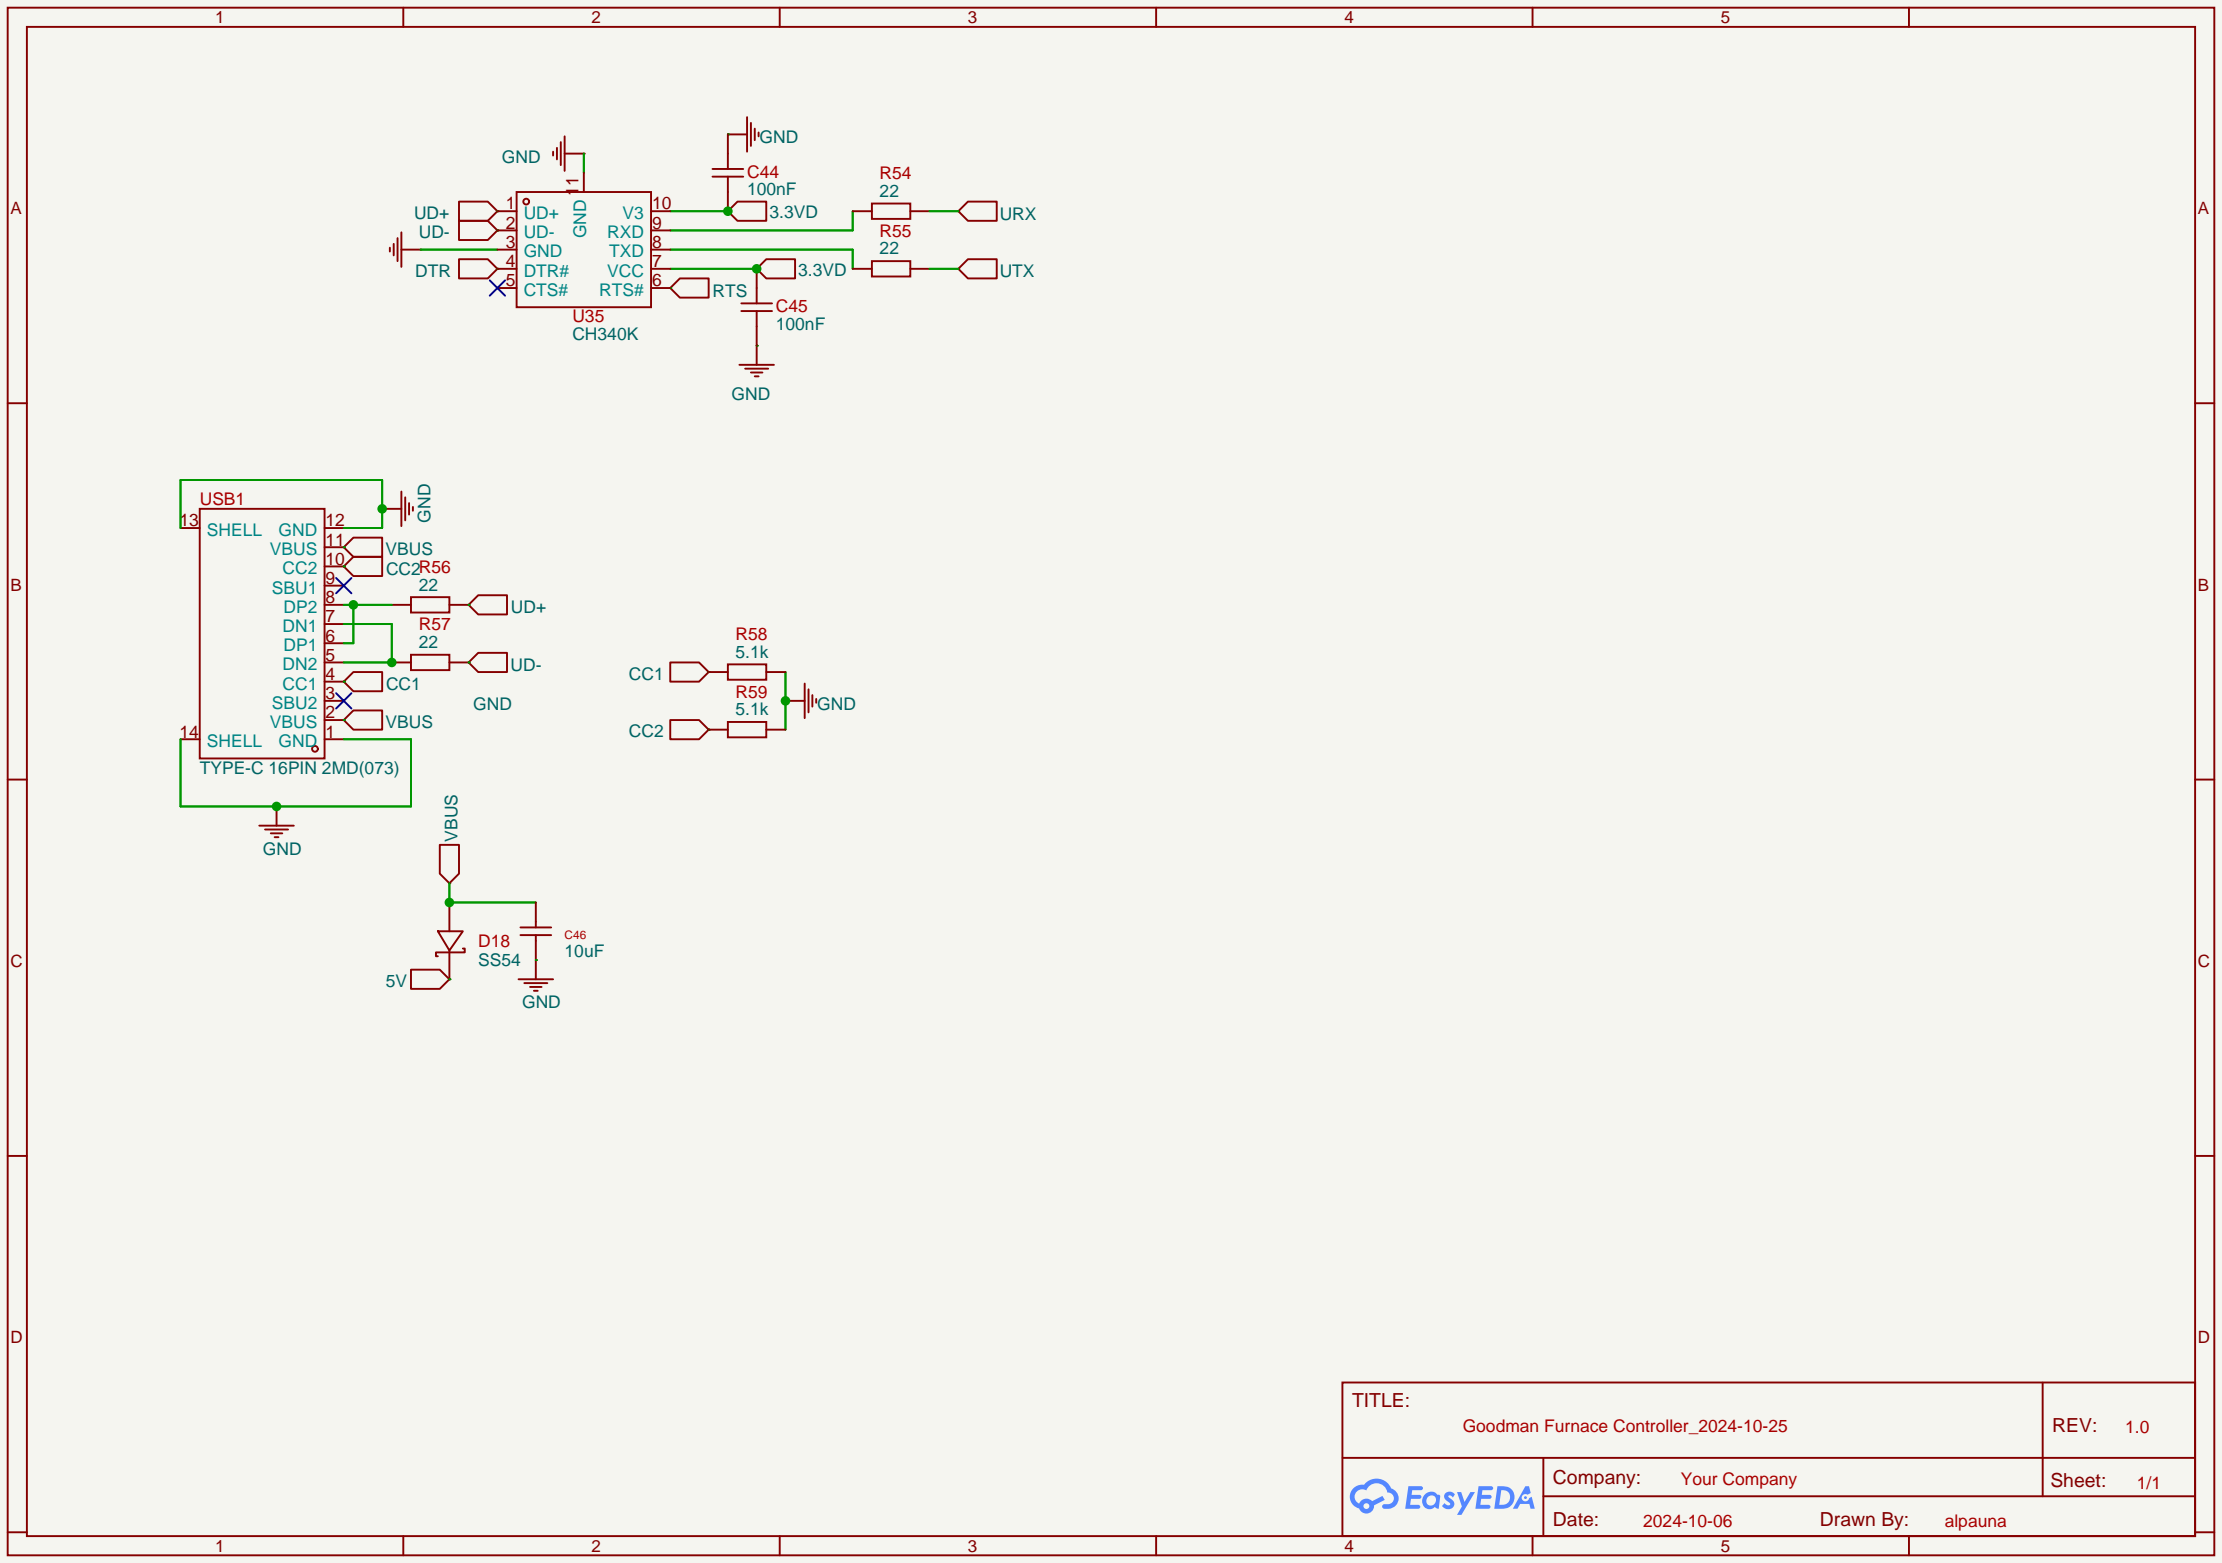 1 2 3 4 5
A
A
GND
GND
C44
100nF
R54
22
11
UD+
1
UD+
GND
V3
10
3.3VD
URX
UD-
2
UD-
RXD
9
R55
22
3
GND
TXD
8
DTR
4
DTR#
VCC
7
3.3VD
UTX
5
CTS#
RTS#
6
RTS
U35
CH340K
C45
100nF
GND
B
B
USB1
GND
13
SHELL
GND
12
VBUS
11
VBUS
CC2
10
CC2
R56
22
SBU1
9
DP2
8
UD+
DN1
7
R57
22
DP1
6
DN2
5
UD-
CC1
4
CC1
SBU2
3
GND
VBUS
2
VBUS
14
SHELL
GND
1
TYPE-C 16PIN 2MD(073)
GND
R58
5.1k
CC1
R59
5.1k
GND
CC2
VBUS
C
C
D18
SS54
C46
10uF
5V
GND
D
D
TITLE:
Goodman Furnace Controller_2024-10-25
REV: 1.0
EasyEDA
Company: Your Company
Sheet: 1/1
Date: 2024-10-06
Drawn By: alpauna
1 2 3 4 5